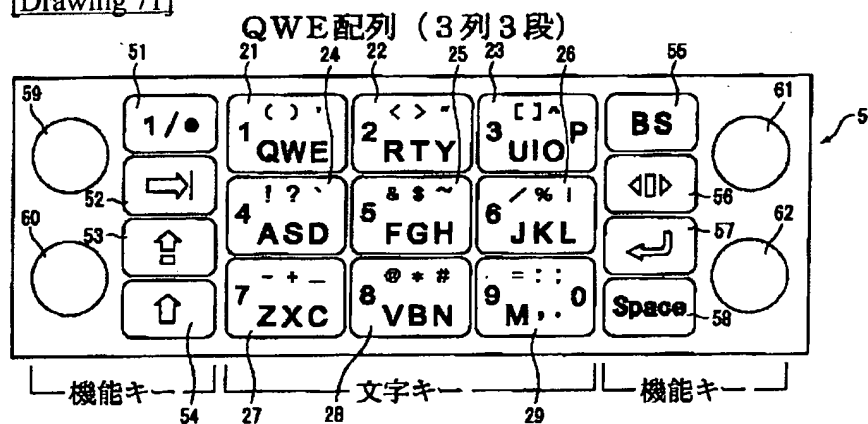 [Drawing 71]
QWE配列（3列3段）
51 21 24 22 25 23 26 55
59 61 5
1/● 1 ( ) ' QWE 2 < > " RTY 3 [ ] ^ UIO P BS
52 4 ! ? ` ASD 5 & $ ~ FGH 6 / % | JKL 56
60 53 57 62
7 - + _ ZXC 8 @ * # VBN 9 = : ; M , . 0 Space 58
機能キー 文字キー 機能キー
54 27 28 29